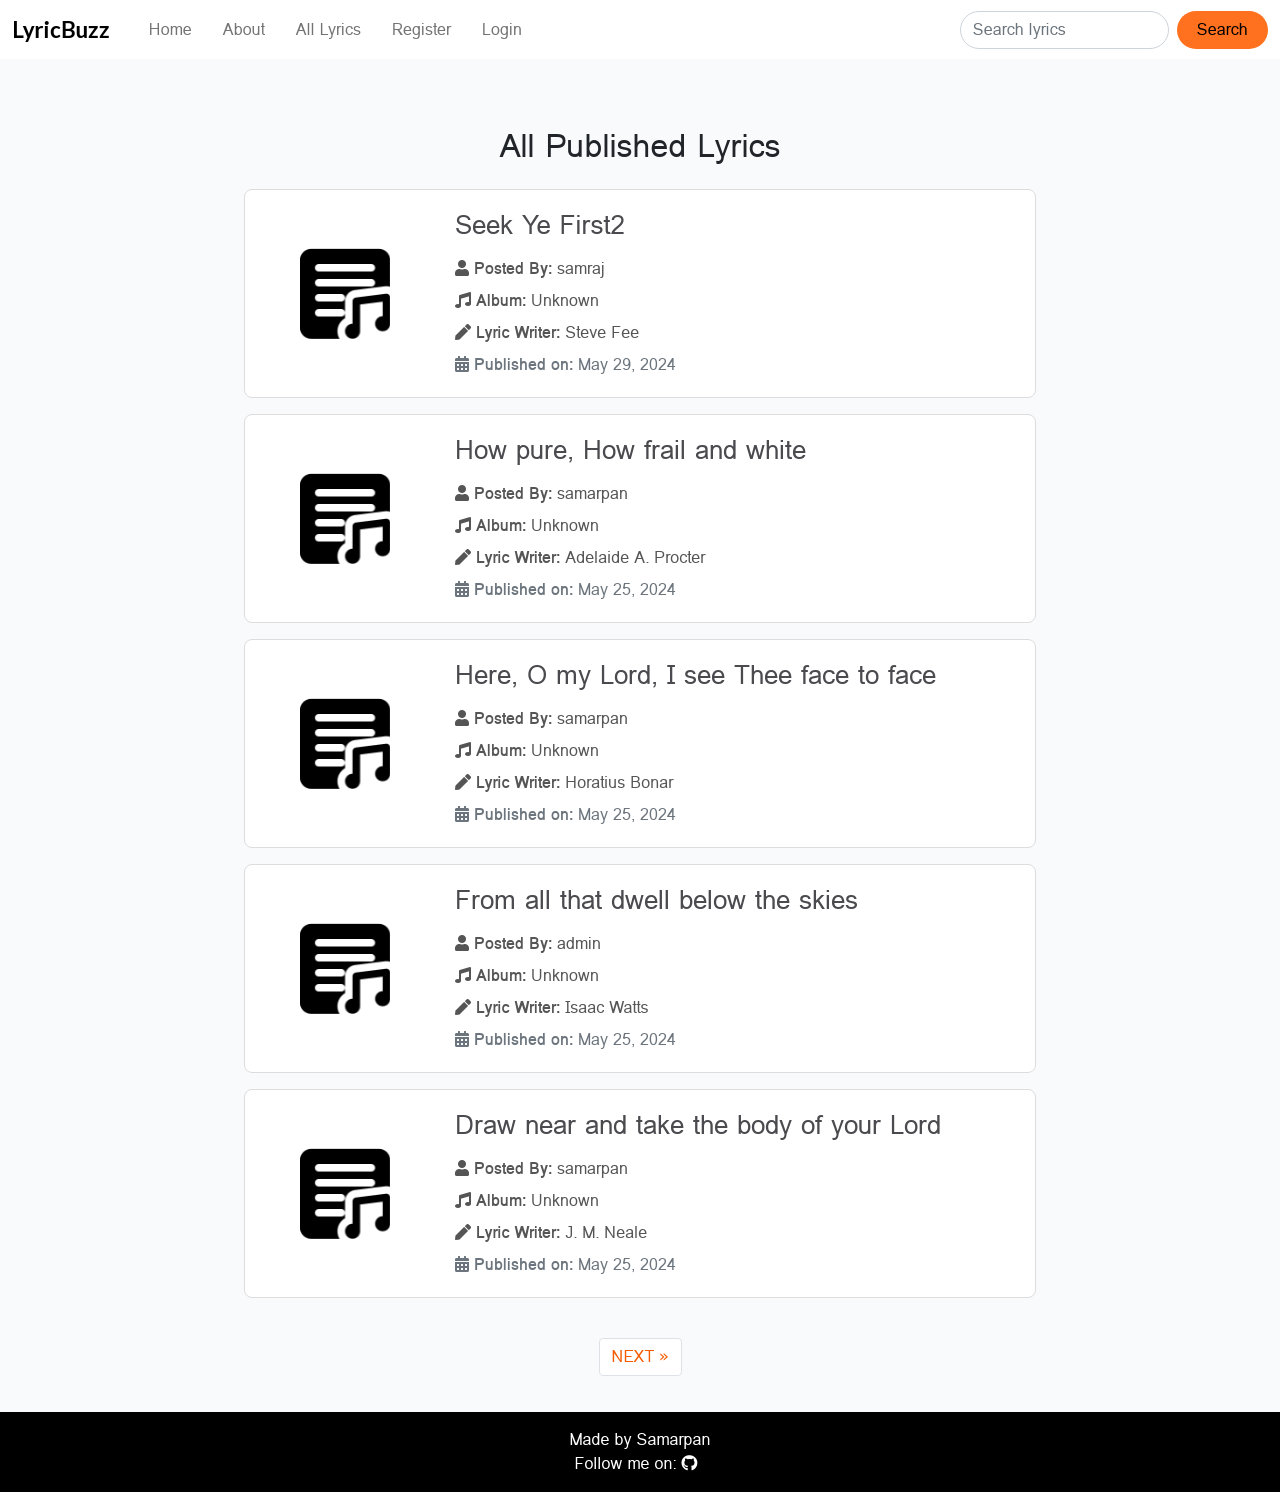 LyricBuzz Home About All Lyrics Register Login Search lyrics Search
All Published Lyrics
Seek Ye First2
Posted By: samraj
Album: Unknown
Lyric Writer: Steve Fee
Published on: May 29, 2024
How pure, How frail and white
Posted By: samarpan
Album: Unknown
Lyric Writer: Adelaide A. Procter
Published on: May 25, 2024
Here, O my Lord, I see Thee face to face
Posted By: samarpan
Album: Unknown
Lyric Writer: Horatius Bonar
Published on: May 25, 2024
From all that dwell below the skies
Posted By: admin
Album: Unknown
Lyric Writer: Isaac Watts
Published on: May 25, 2024
Draw near and take the body of your Lord
Posted By: samarpan
Album: Unknown
Lyric Writer: J. M. Neale
Published on: May 25, 2024
NEXT »
Made by Samarpan
Follow me on: